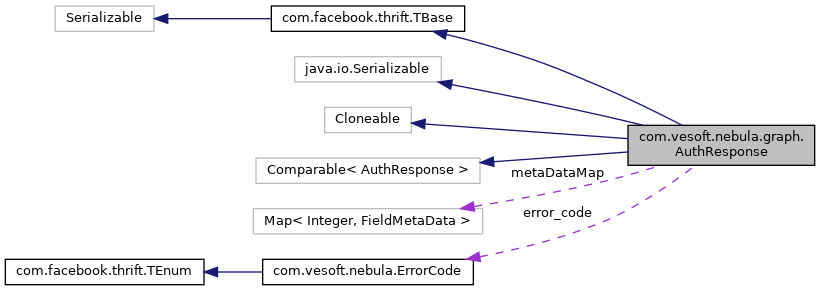 Serializable
com.facebook.thrift.TBase
java.io.Serializable
Cloneable
com.vesoft.nebula.graph.
AuthResponse
Comparable< AuthResponse >
metaDataMap
Map< Integer, FieldMetaData >
error_code
com.facebook.thrift.TEnum
com.vesoft.nebula.ErrorCode